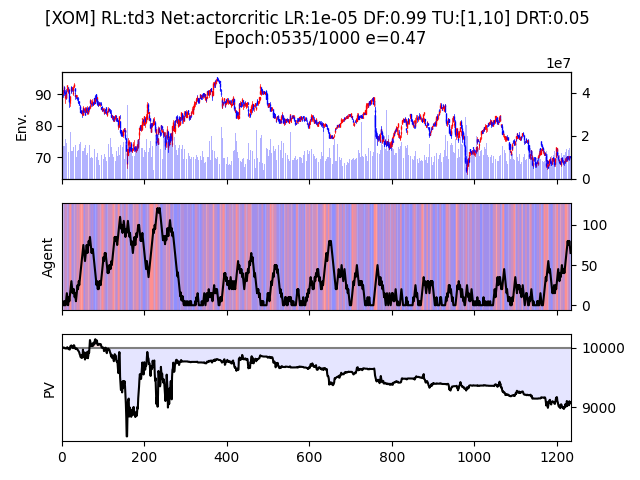 [XOM] RL:td3 Net:actorcritic LR:1e-05 DF:0.99 TU:[1,10] DRT:0.05
Epoch:0535/1000 e=0.47
1e7
Env.
90
80
70
4
2
0
Agent
100
50
0
PV
10000
9000
0 200 400 600 800 1000 1200